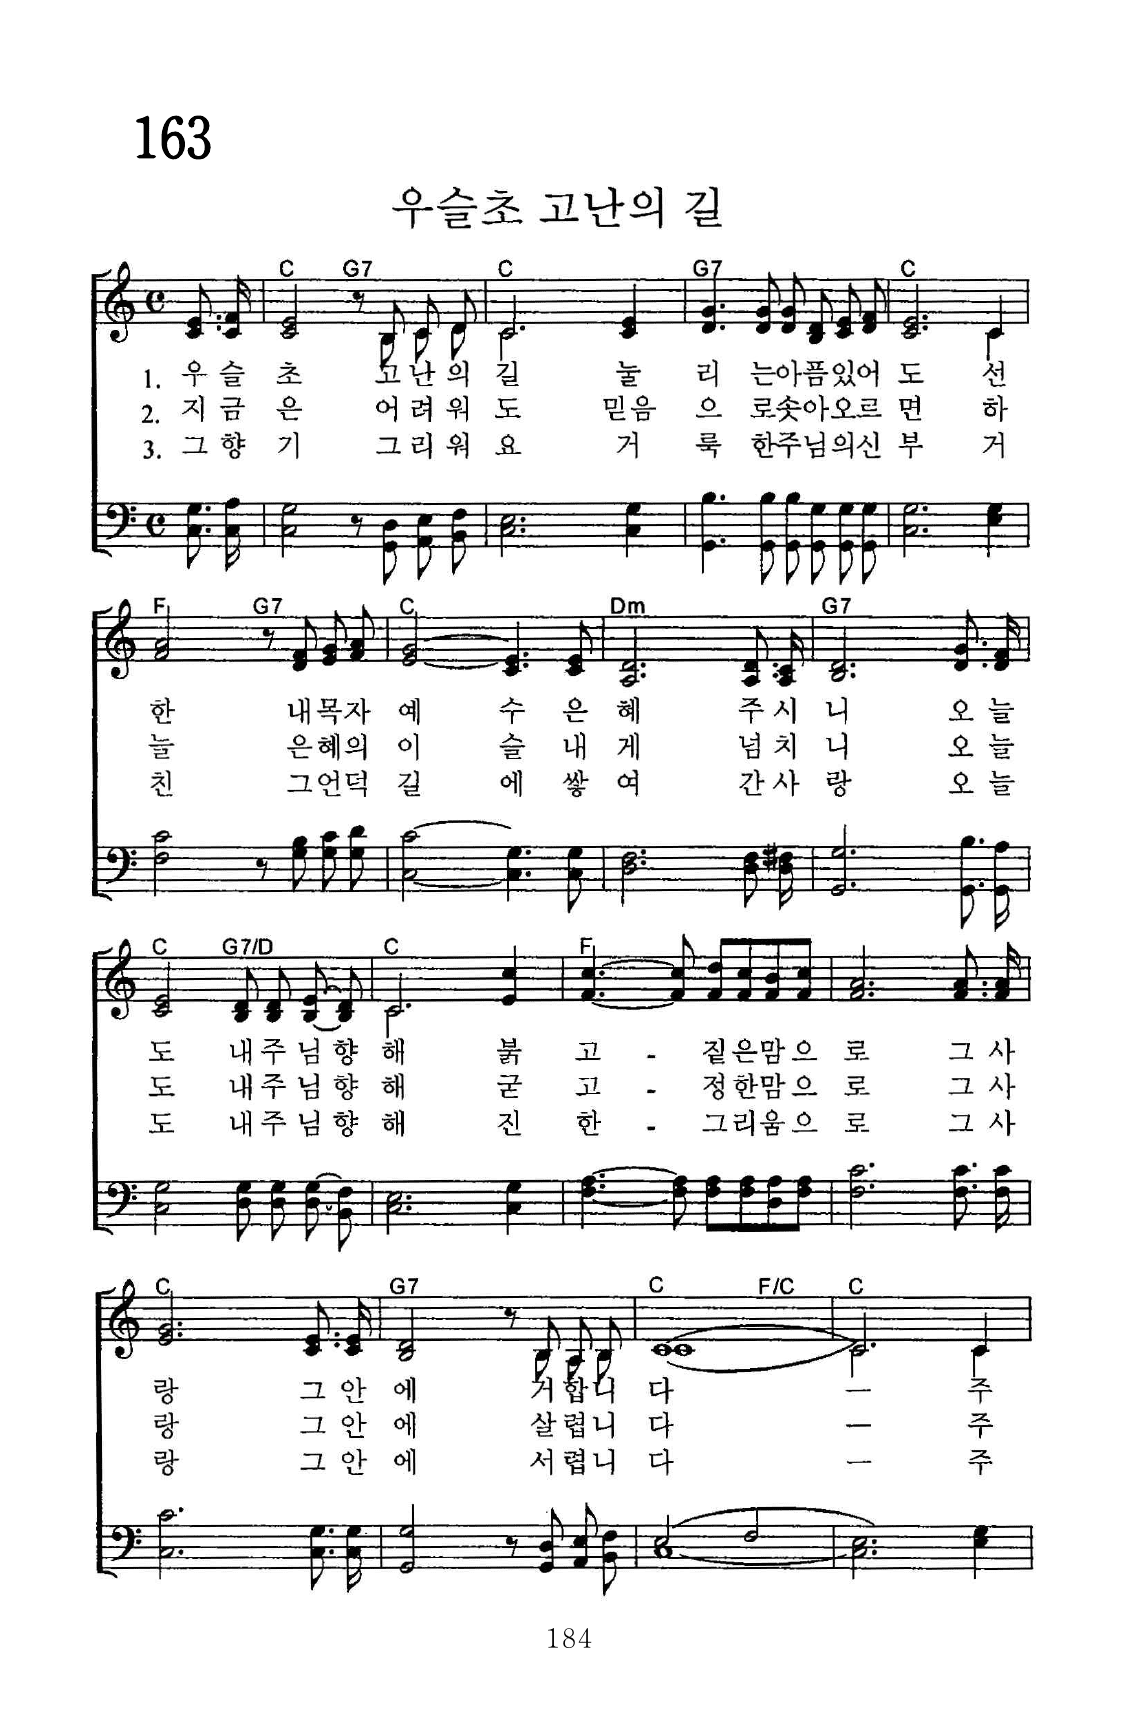 163
우슬초 고난의 길
C G7 C G7 C
1. 우 슬 초 고 난 의 길 눌 리 는아픔있어 도 선
2. 지 금 은 어 려 워 도 믿음 으 로솟아오르 면 하
3. 그 향 기 그 리 워 요 거 룩 한주님의신 부 거
F G7 C Dm G7
한 내목자 예 수 은 혜 주 시 니 오 늘
늘 은혜의 이 슬 내 게 넘 치 니 오 늘
친 그언덕 길 에 쌓 여 간 사 랑 오 늘
C G7/D C F
도 내 주 님 향 해 붉 고 - 짙은맘으 로 그 사
도 내 주 님 향 해 굳 고 - 정한맘으 로 그 사
도 내 주 님 향 해 진 한 - 그리움으 로 그 사
C G7 C F/C C
랑 그 안 에 거합니 다 ㅡ 주
랑 그 안 에 살렵니 다 ㅡ 주
랑 그 안 에 서렵니 다 ㅡ 주
184